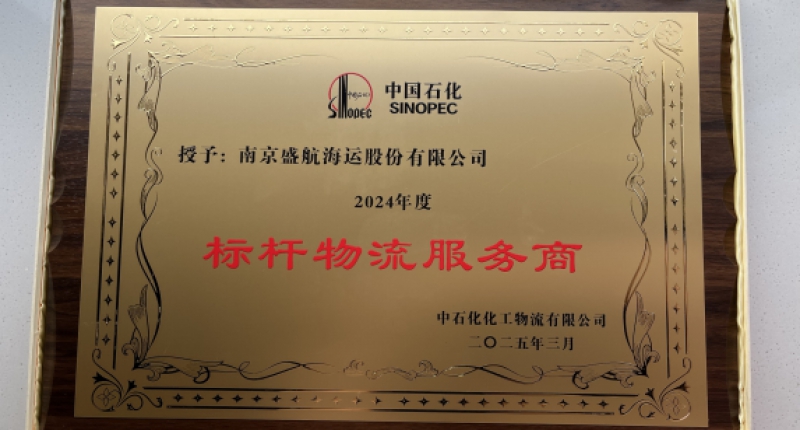 中国石化
SINOPEC
SINOPEC
授予：南京盛航海运股份有限公司
2024年度
标杆物流服务商
中石化化工物流有限公司
二〇二五年三月